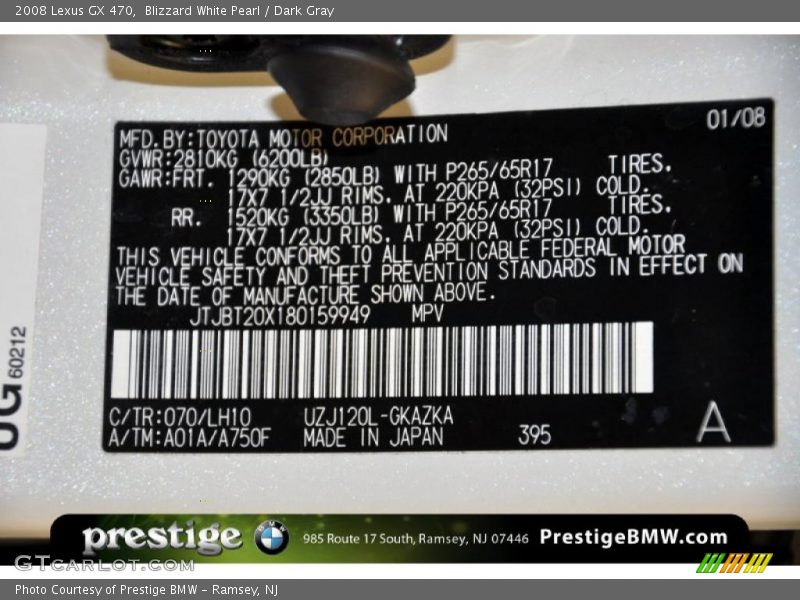 2008 Lexus GX 470, Blizzard White Pearl / Dark Gray
01/08
MFD. BY:TOYOTA MOTOR CORPORATION
GVWR:2810KG (6200LB)
GAWR:FRT. 1290KG (2850LB) WITH P265/65R17 TIRES.
17X7 1/2JJ RIMS. AT 220KPA (32PSI) COLD.
RR. 1520KG (3350LB) WITH P265/65R17 TIRES.
17X7 1/2JJ RIMS. AT 220KPA (32PSI) COLD.
THIS VEHICLE CONFORMS TO ALL APPLICABLE FEDERAL MOTOR
VEHICLE SAFETY AND THEFT PREVENTION STANDARDS IN EFFECT ON
THE DATE OF MANUFACTURE SHOWN ABOVE.
JTJBT20X180159949 MPV
C/TR:070/LH10 UZJ120L-GKAZKA
A/TM:A01A/A750F MADE IN JAPAN 395 A
UG 60212
prestige BMW 985 Route 17 South, Ramsey, NJ 07446 PrestigeBMW.com
GTCARLOT.COM
Photo Courtesy of Prestige BMW - Ramsey, NJ